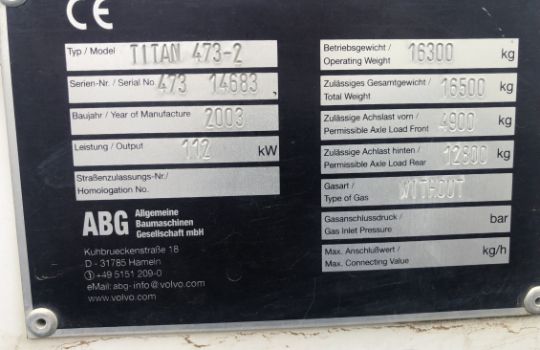 CE
Typ / Model TITAN 473-2
Serien-Nr. / Serial No. 473 14683
Baujahr / Year of Manufacture 2003
Leistung / Output 112 kW
Straßenzulassungs-Nr./
Homologation No.
ABG Allgemeine
Baumaschinen
Gesellschaft mbH
Kuhbrueckenstraße 18
D - 31785 Hameln
+49 5151 209-0
eMail: abg-info@volvo.com
www.volvo.com
Betriebsgewicht /
Operating Weight 16300 kg
Zulässiges Gesamtgewicht /
Total Weight 16500 kg
Zulässige Achslast vorn /
Permissible Axle Load Front 4900 kg
Zulässige Achslast hinten /
Permissible Axle Load Rear 12800 kg
Gasart /
Type of Gas WITHOUT
Gasanschlussdruck /
Gas Inlet Pressure bar
Max. Anschlußwert /
Max. Connecting Value kg/h